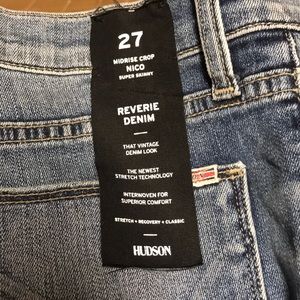 27
MIDRISE CROP
NICO
SUPER SKINNY
REVERIE
DENIM
THAT VINTAGE
DENIM LOOK
THE NEWEST
STRETCH TECHNOLOGY
INTERWOVEN FOR
SUPERIOR COMFORT
STRETCH + RECOVERY + CLASSIC
HUDSON